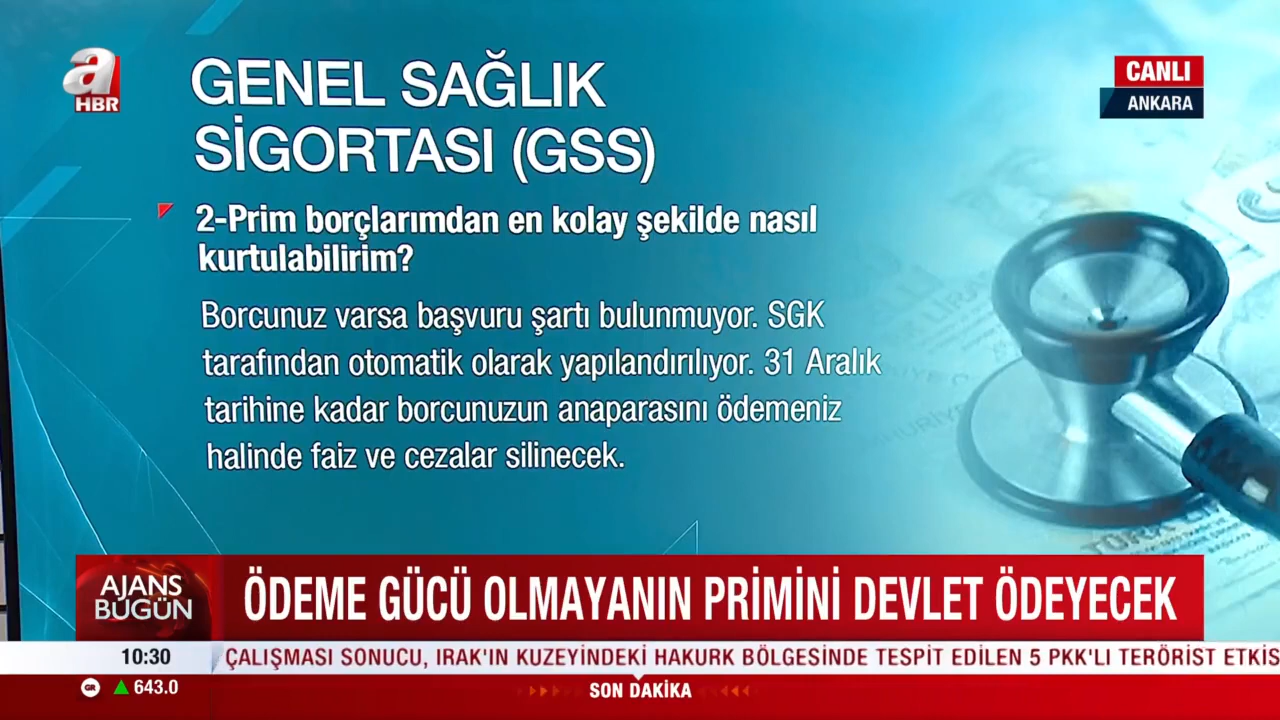 a
HBR
CANLI
ANKARA
GENEL SAĞLIK
SİGORTASI (GSS)
2-Prim borçlarımdan en kolay şekilde nasıl
kurtulabilirim?
Borcunuz varsa başvuru şartı bulunmuyor. SGK
tarafından otomatik olarak yapılandırılıyor. 31 Aralık
tarihine kadar borcunuzun anaparasını ödemeniz
halinde faiz ve cezalar silinecek.
AJANS
BUGÜN
ÖDEME GÜCÜ OLMAYANIN PRİMİNİ DEVLET ÖDEYECEK
10:30
ÇALIŞMASI SONUCU, IRAK'IN KUZEYİNDEKİ HAKURK BÖLGESİNDE TESPİT EDİLEN 5 PKK'LI TERÖRİST ETKİS
GR 643.0
SON DAKİKA